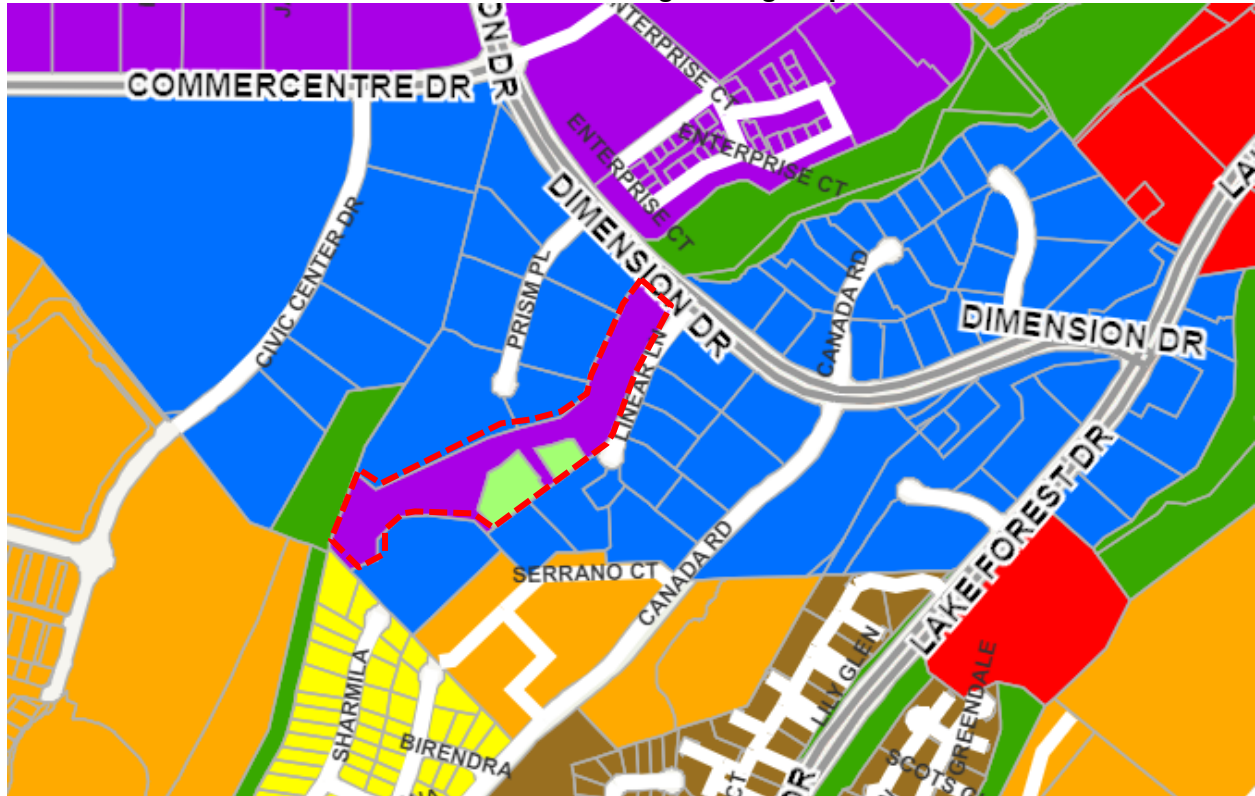 ENTERPRISE CT
COMMERCENTRE DR
ENTERPRISE CT
ENTERPRISE CT
DIMENSION DR
CIVIC CENTER DR
PRISM PL
CANADA RD
DIMENSION DR
LINEAR LN
LAKE FOREST DR
SERRANO CT
CANADA RD
LILY GLEN
GREENDALE
SHARMILA
BIRENDRA
CT
DR